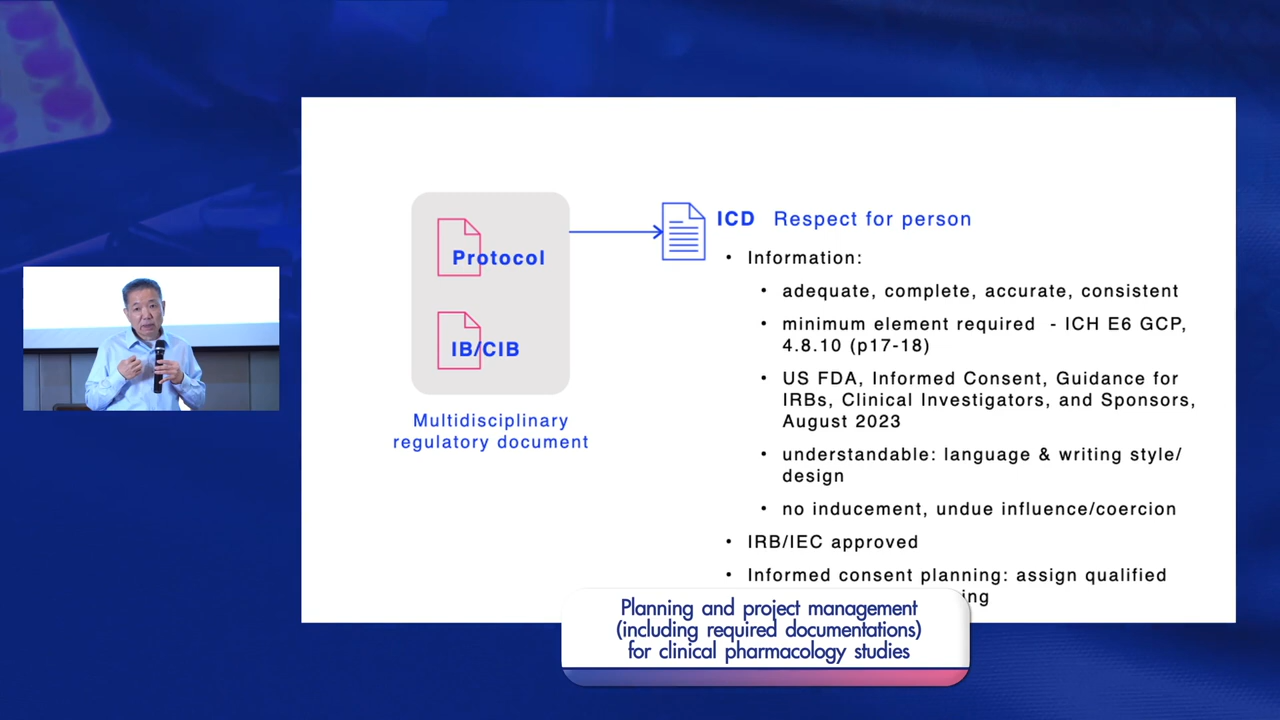 Protocol
IB/CIB
Multidisciplinary
regulatory document
ICD Respect for person
• Information:
• adequate, complete, accurate, consistent
• minimum element required - ICH E6 GCP,
4.8.10 (p17-18)
• US FDA, Informed Consent, Guidance for
IRBs, Clinical Investigators, and Sponsors,
August 2023
• understandable: language & writing style/
design
• no inducement, undue influence/coercion
• IRB/IEC approved
• Informed consent planning: assign qualified
Planning and project management
(including required documentations)
for clinical pharmacology studies